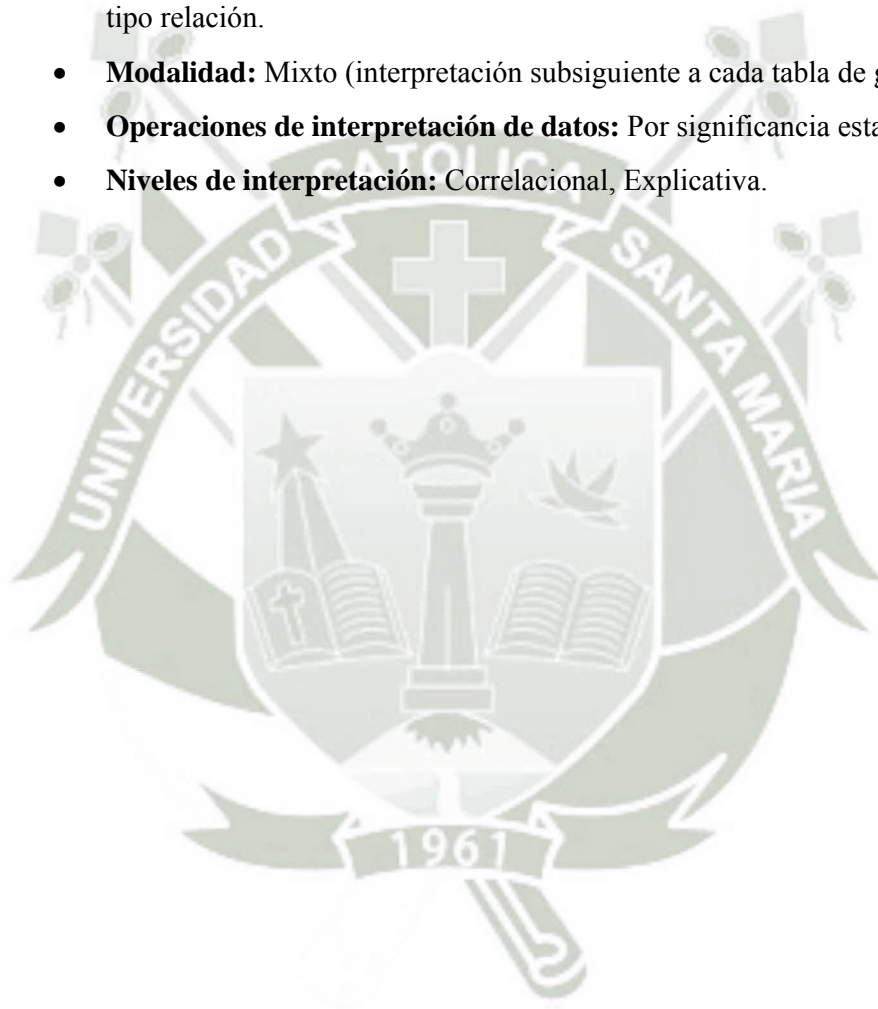 tipo relación.
• Modalidad: Mixto (interpretación subsiguiente a cada tabla de
• Operaciones de interpretación de datos: Por significancia esta
• Niveles de interpretación: Correlacional, Explicativa.
CATOLICA
UNIVERSIDAD
SANTA MARIA
1961